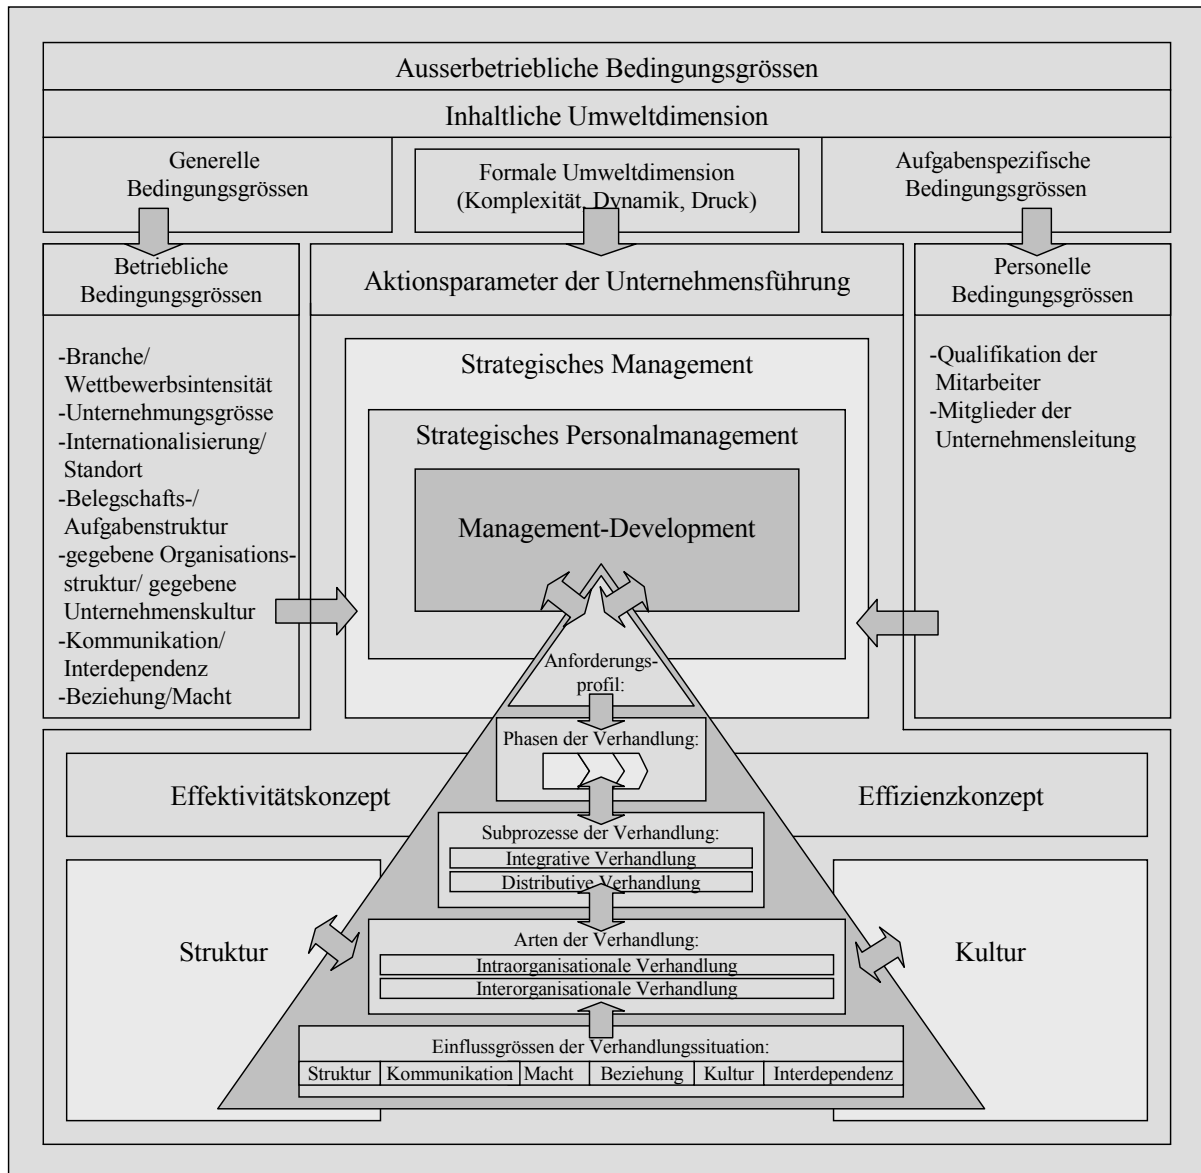 Ausserbetriebliche Bedingungsgrössen
Inhaltliche Umweltdimension
Generelle
Bedingungsgrössen
Formale Umweltdimension
(Komplexität, Dynamik, Druck)
Aufgabenspezifische
Bedingungsgrössen
Betriebliche
Bedingungsgrössen
Aktionsparameter der Unternehmensführung
Personelle
Bedingungsgrössen
-Branche/
Wettbewerbsintensität
-Unternehmungsgrösse
-Internationalisierung/
Standort
-Belegschafts-/
Aufgabenstruktur
-gegebene Organisations-
struktur/ gegebene
Unternehmenskultur
-Kommunikation/
Interdependenz
-Beziehung/Macht
Strategisches Management
Strategisches Personalmanagement
Management-Development
-Qualifikation der
Mitarbeiter
-Mitglieder der
Unternehmensleitung
Anforderungs-
profil:
Phasen der Verhandlung:
Effektivitätskonzept
Effizienzkonzept
Subprozesse der Verhandlung:
Integrative Verhandlung
Distributive Verhandlung
Struktur
Kultur
Arten der Verhandlung:
Intraorganisationale Verhandlung
Interorganisationale Verhandlung
Einflussgrössen der Verhandlungssituation:
Struktur Kommunikation Macht Beziehung Kultur Interdependenz